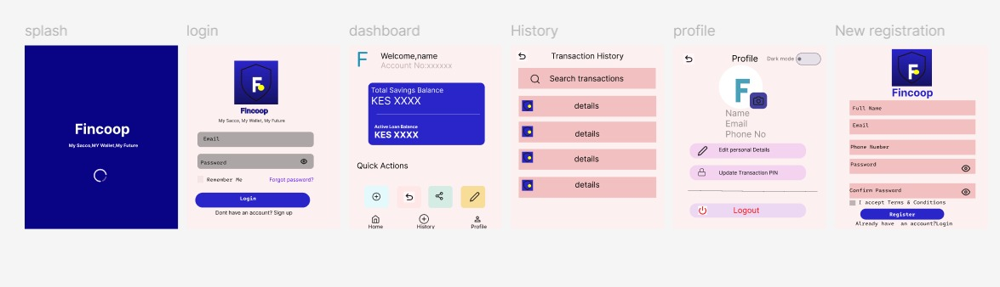 splash
Fincoop
My Sacco,MY Wallet,My Future
login
F
Fincoop
My Sacco, My Wallet, My Future
Email
Password
Remember Me
Forgot password?
Login
Dont have an account? Sign up
dashboard
F
Welcome,name
Account No:xxxxxx
Total Savings Balance
KES XXXX
Active Loan Balance
KES XXXX
Quick Actions
Home
History
Profile
History
Transaction History
Search transactions
details
details
details
details
profile
Profile
Dark mode
F
Name
Email
Phone No
Edit personal Details
Update Transaction PIN
Logout
New registration
F
Fincoop
Full Name
Email
Phone Number
Password
Confirm Password
I accept Terms & Conditions
Register
Already have an account?Login